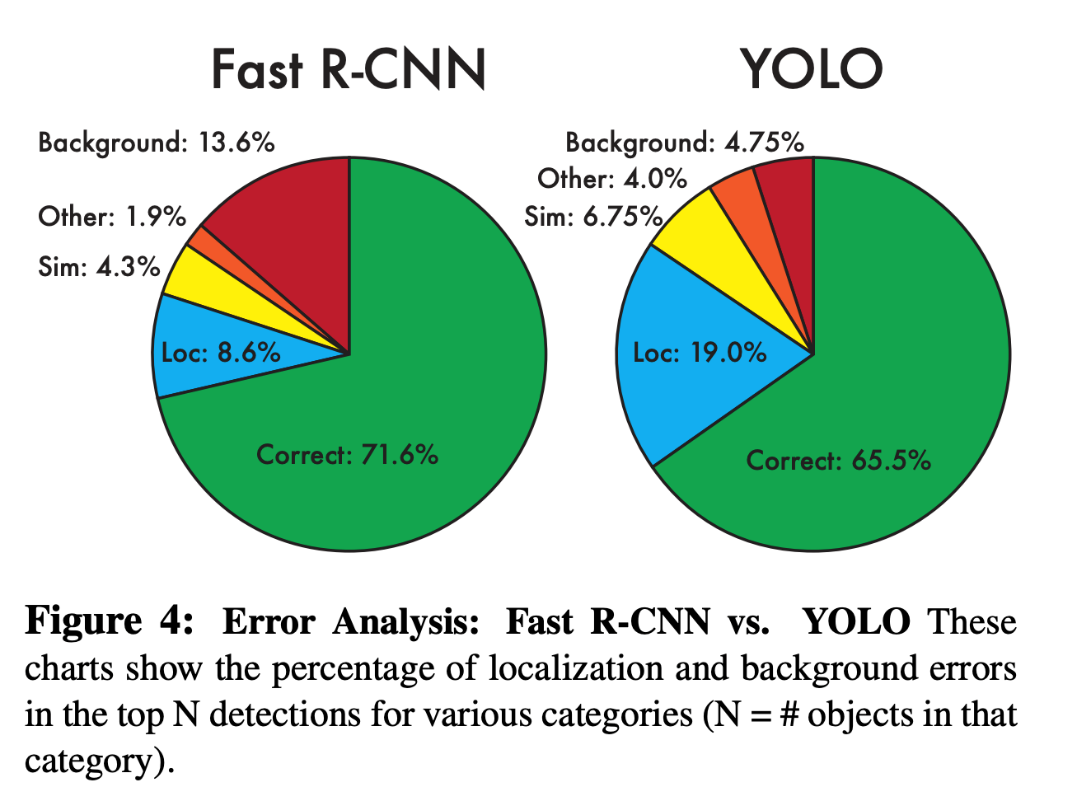 Fast R-CNN
Background: 13.6%
Other: 1.9%
Sim: 4.3%
Loc: 8.6%
Correct: 71.6%
YOLO
Background: 4.75%
Other: 4.0%
Sim: 6.75%
Loc: 19.0%
Correct: 65.5%
Figure 4: Error Analysis: Fast R-CNN vs. YOLO These
charts show the percentage of localization and background errors
in the top N detections for various categories (N = # objects in that
category).